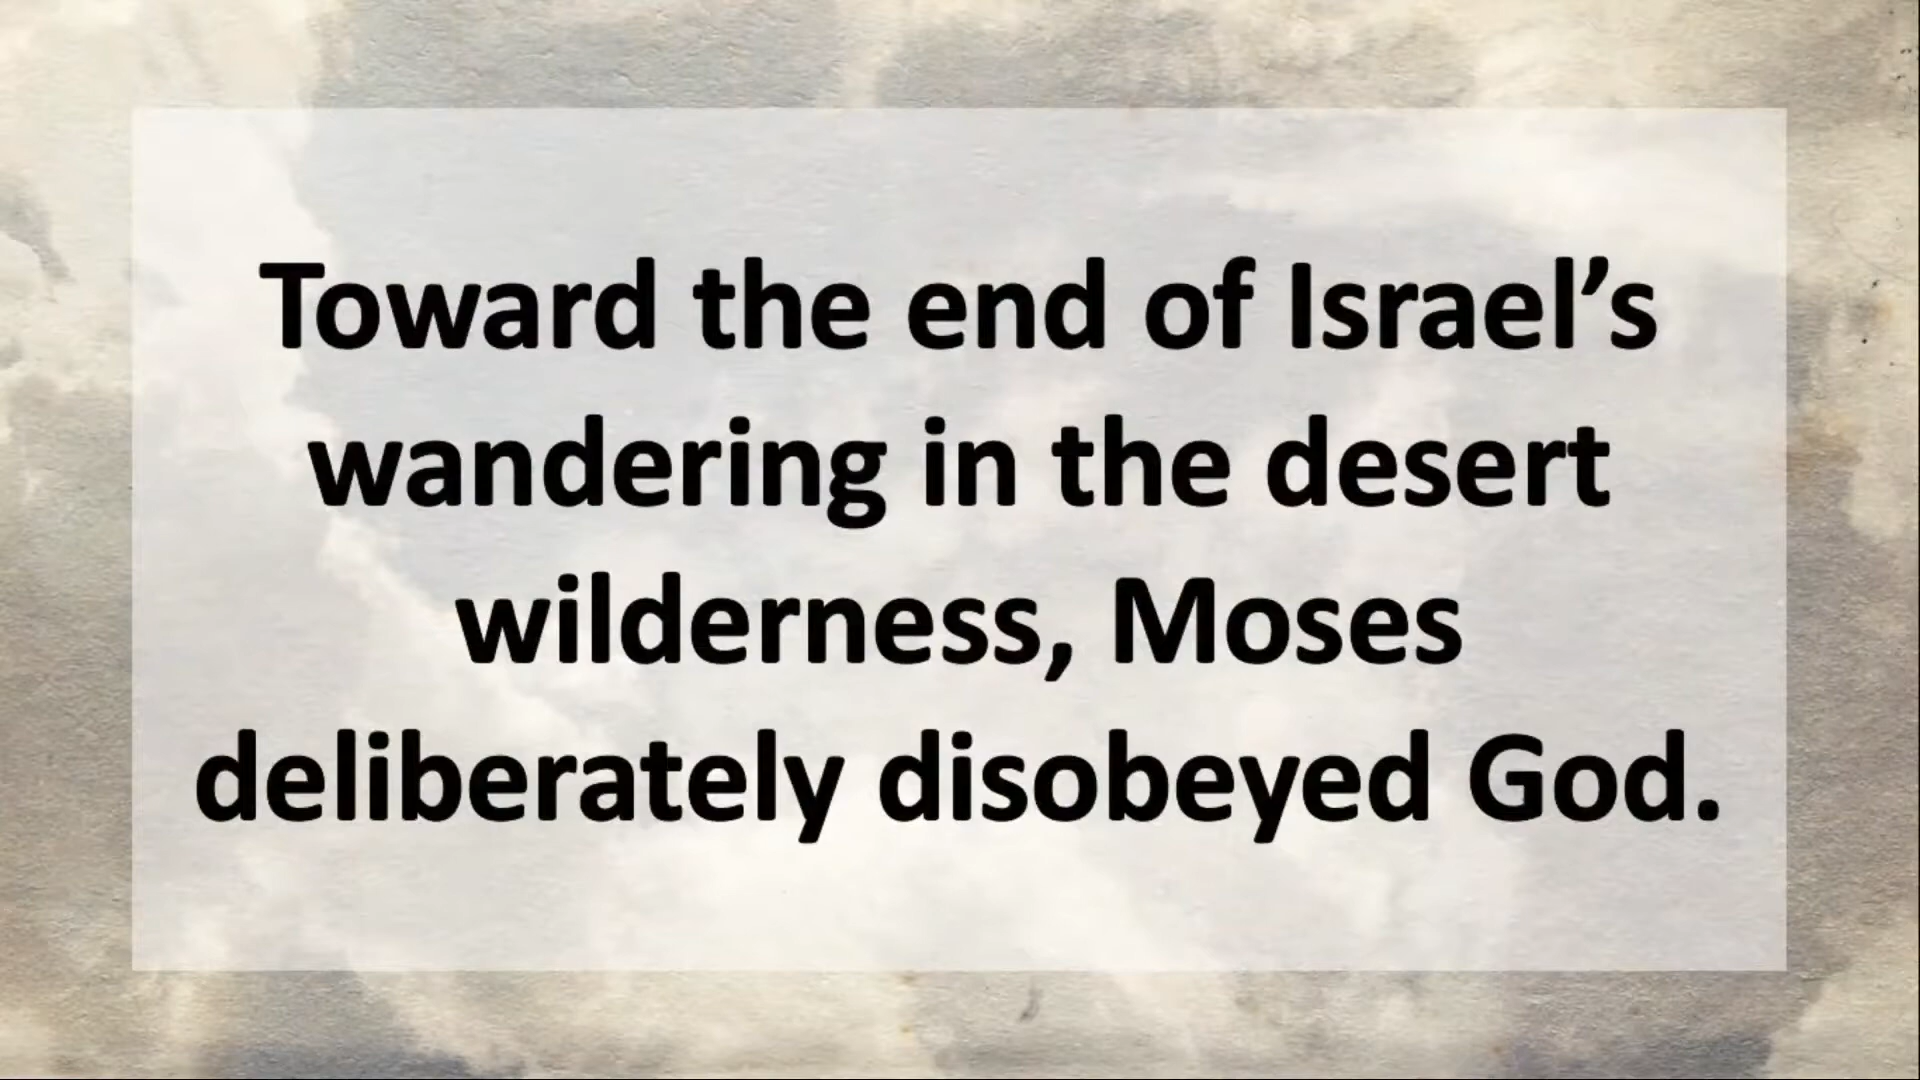 Toward the end of Israel’s
wandering in the desert
wilderness, Moses
deliberately disobeyed God.